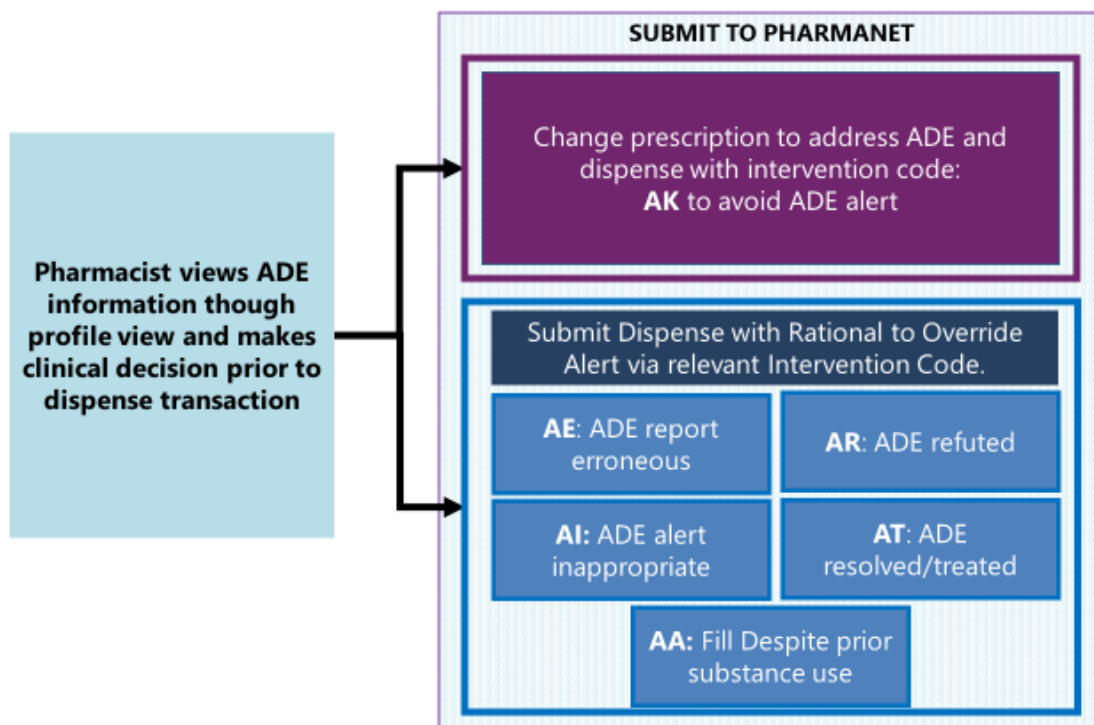 SUBMIT TO PHARMANET
Pharmacist views ADE
information though
profile view and makes
clinical decision prior to
dispense transaction
Change prescription to address ADE and
dispense with intervention code:
AK to avoid ADE alert
Submit Dispense with Rational to Override
Alert via relevant Intervention Code.
AE: ADE report
erroneous
AR: ADE refuted
AI: ADE alert
inappropriate
AT: ADE
resolved/treated
AA: Fill Despite prior
substance use